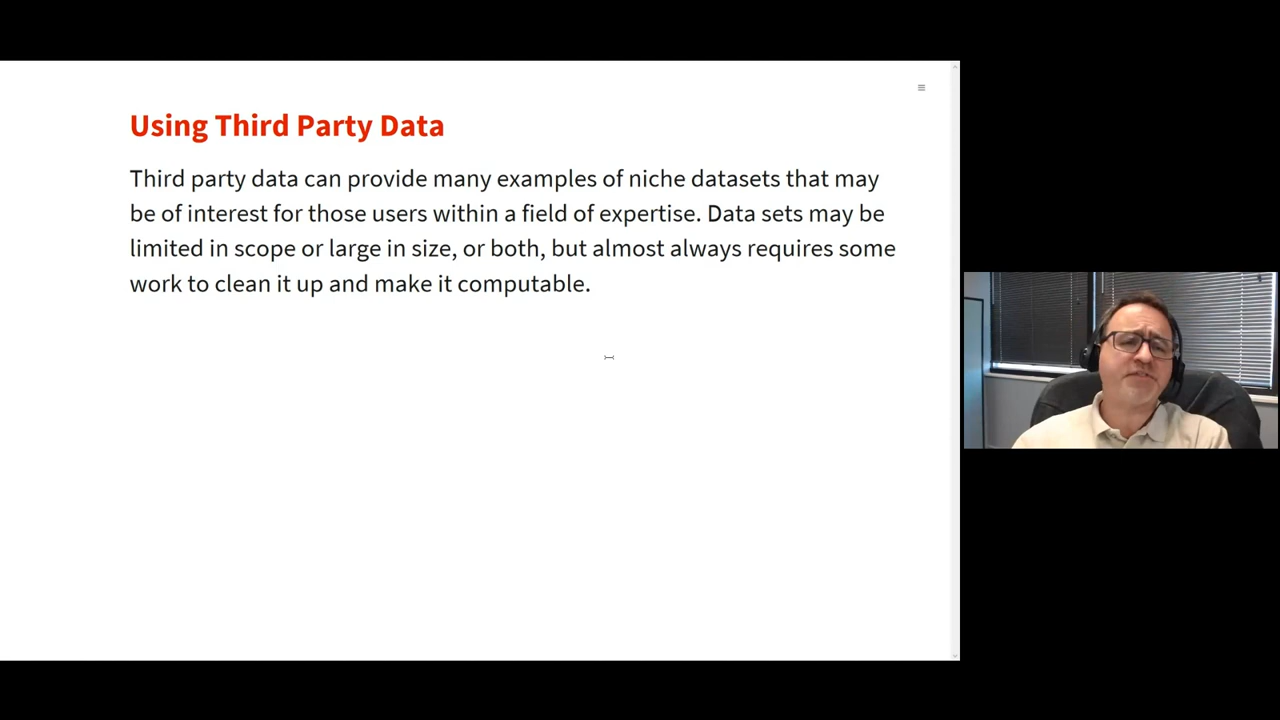 Using Third Party Data
Third party data can provide many examples of niche datasets that may
be of interest for those users within a field of expertise. Data sets may be
limited in scope or large in size, or both, but almost always requires some
work to clean it up and make it computable.